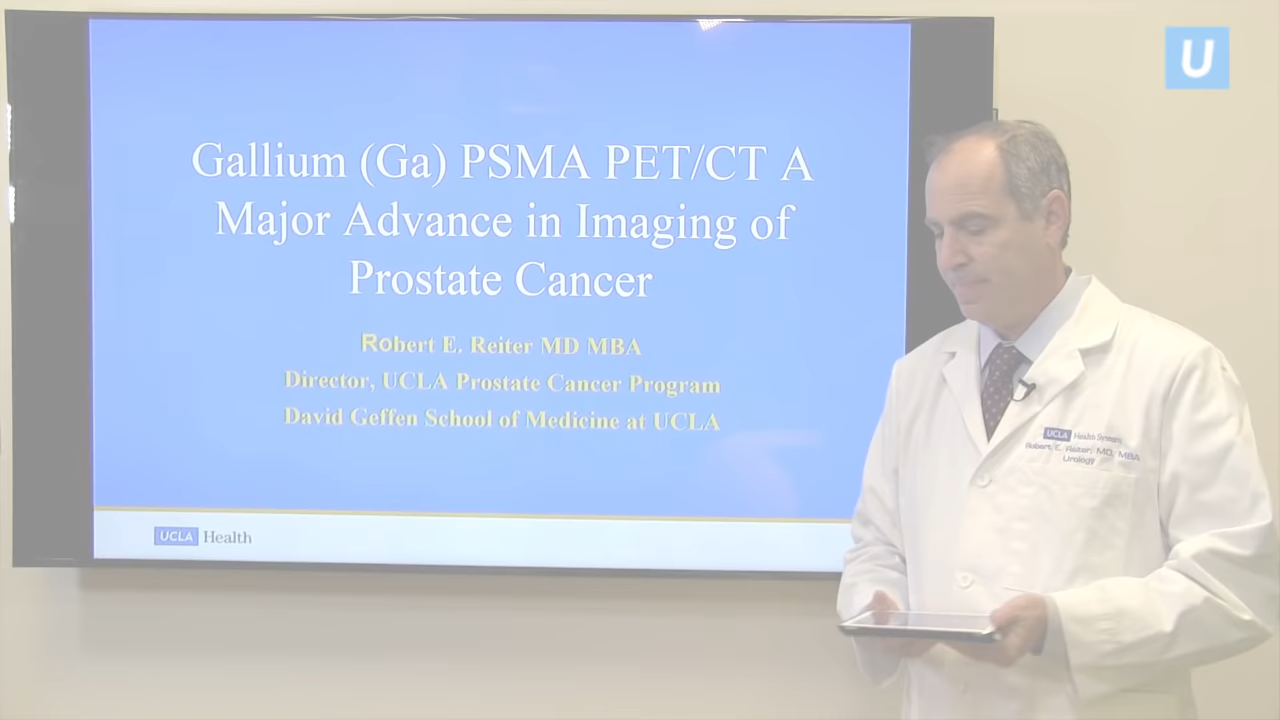 Gallium (Ga) PSMA PET/CT A
Major Advance in Imaging of
Prostate Cancer
Robert E. Reiter MD MBA
Director, UCLA Prostate Cancer Program
David Geffen School of Medicine at UCLA
UCLA Health
U
UCLA Health System
Robert E. Reiter, MD, MBA
Urology